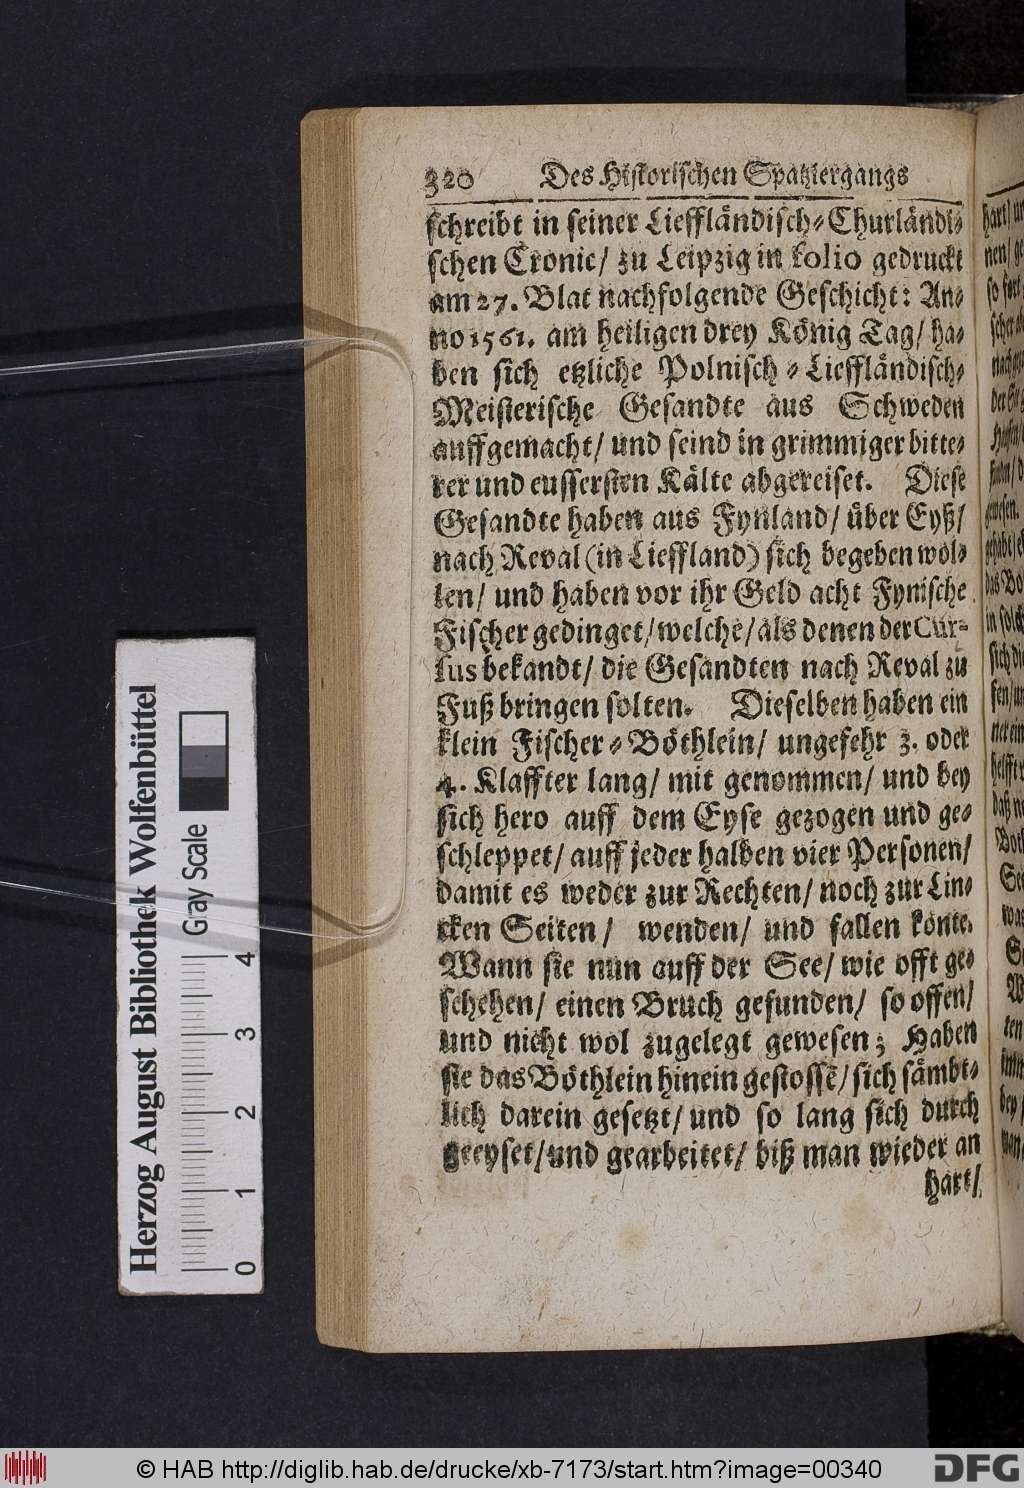 320 Des Historischen Spatziergangs
schreibt in seiner Lieffländisch-Churländi-
schen Cronic/ zu Leipzig in folio gedruckt
am 27. Blat nachfolgende Geschicht: An-
no 1561. am heiligen drey König Tag/ ha-
ben sich etzliche Polnisch-Lieffländisch-
Meisterische Gesandte aus Schweden
auffgemacht/ und seind in grimmiger bitte-
rer und eussersten Kälte abgereiset. Diese
Gesandte haben aus Fynland/ über Eyß/
nach Reval (in Lieffland) sich begeben wol-
len/ und haben vor ihr Geld acht Fynische
Fischer gedinget/ welche/ als denen der Cur-
sus bekandt/ die Gesandten nach Reval zu
Fuß bringen solten. Dieselben haben ein
klein Fischer-Böthlein/ ungefehr 3. oder
4. Klaffter lang/ mit genommen/ und bey
sich hero auff dem Eyse gezogen und ge-
schleppet/ auff jeder halben vier Personen/
damit es weder zur Rechten/ noch zur Lin-
cken Seiten/ wenden/ und fallen könte.
Wann sie nun auff der See/ wie offt ge-
schehen/ einen Bruch gefunden/ so offen/
und nicht wol zugelegt gewesen; Haben
sie das Böthlein hinein gestossẽ/ sich sämbt-
lich darein gesetzt/ und so lang sich durch
geeyset/ und gearbeitet/ biß man wieder an
hart/
Herzog August Bibliothek Wolfenbüttel
Gray Scale
0 1 2 3 4
© HAB http://diglib.hab.de/drucke/xb-7173/start.htm?image=00340
DFG